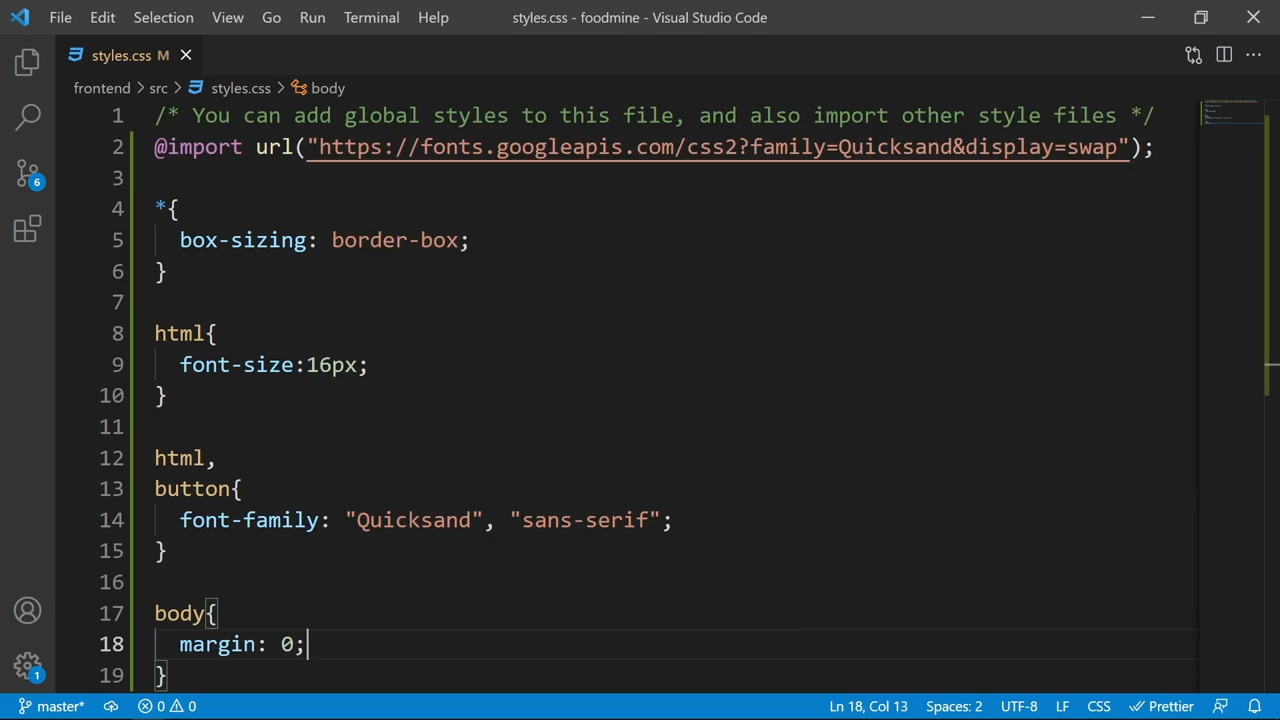 File Edit Selection View Go Run Terminal Help styles.css - foodmine - Visual Studio Code
styles.css M
frontend > src > styles.css > body
1 /* You can add global styles to this file, and also import other style files */
2 @import url("https://fonts.googleapis.com/css2?family=Quicksand&display=swap");
3
4 *{
5 box-sizing: border-box;
6 }
7
8 html{
9 font-size:16px;
10 }
11
12 html,
13 button{
14 font-family: "Quicksand", "sans-serif";
15 }
16
17 body{
18 margin: 0;
19 }
6
1
master* 0 0 Ln 18, Col 13 Spaces: 2 UTF-8 LF CSS Prettier